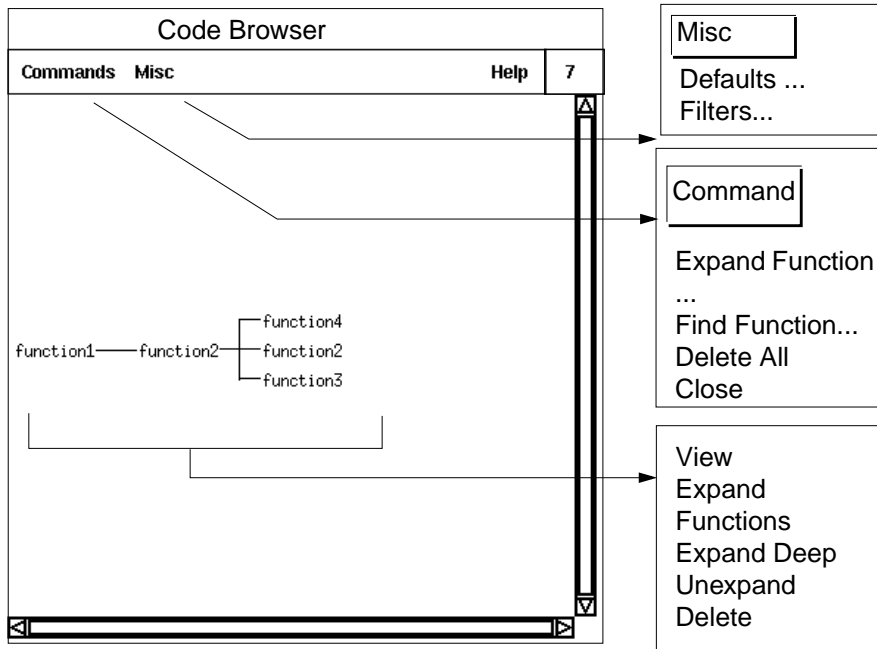 Code Browser
Commands Misc Help 7
function4
function1 function2 function2
function3
Misc
Defaults ...
Filters...
Command
Expand Function
...
Find Function...
Delete All
Close
View
Expand
Functions
Expand Deep
Unexpand
Delete